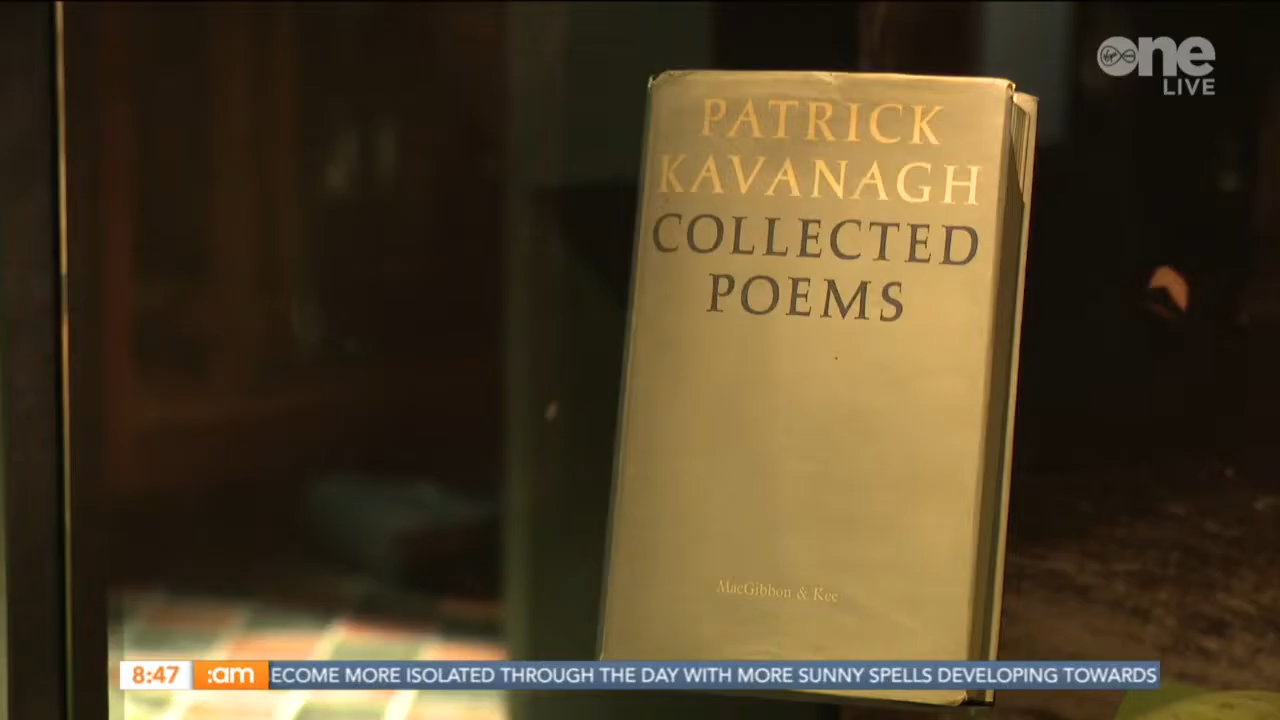 one
LIVE
PATRICK
KAVANAGH
COLLECTED
POEMS
MacGibbon & Kee
8:47 :am ECOME MORE ISOLATED THROUGH THE DAY WITH MORE SUNNY SPELLS DEVELOPING TOWARDS